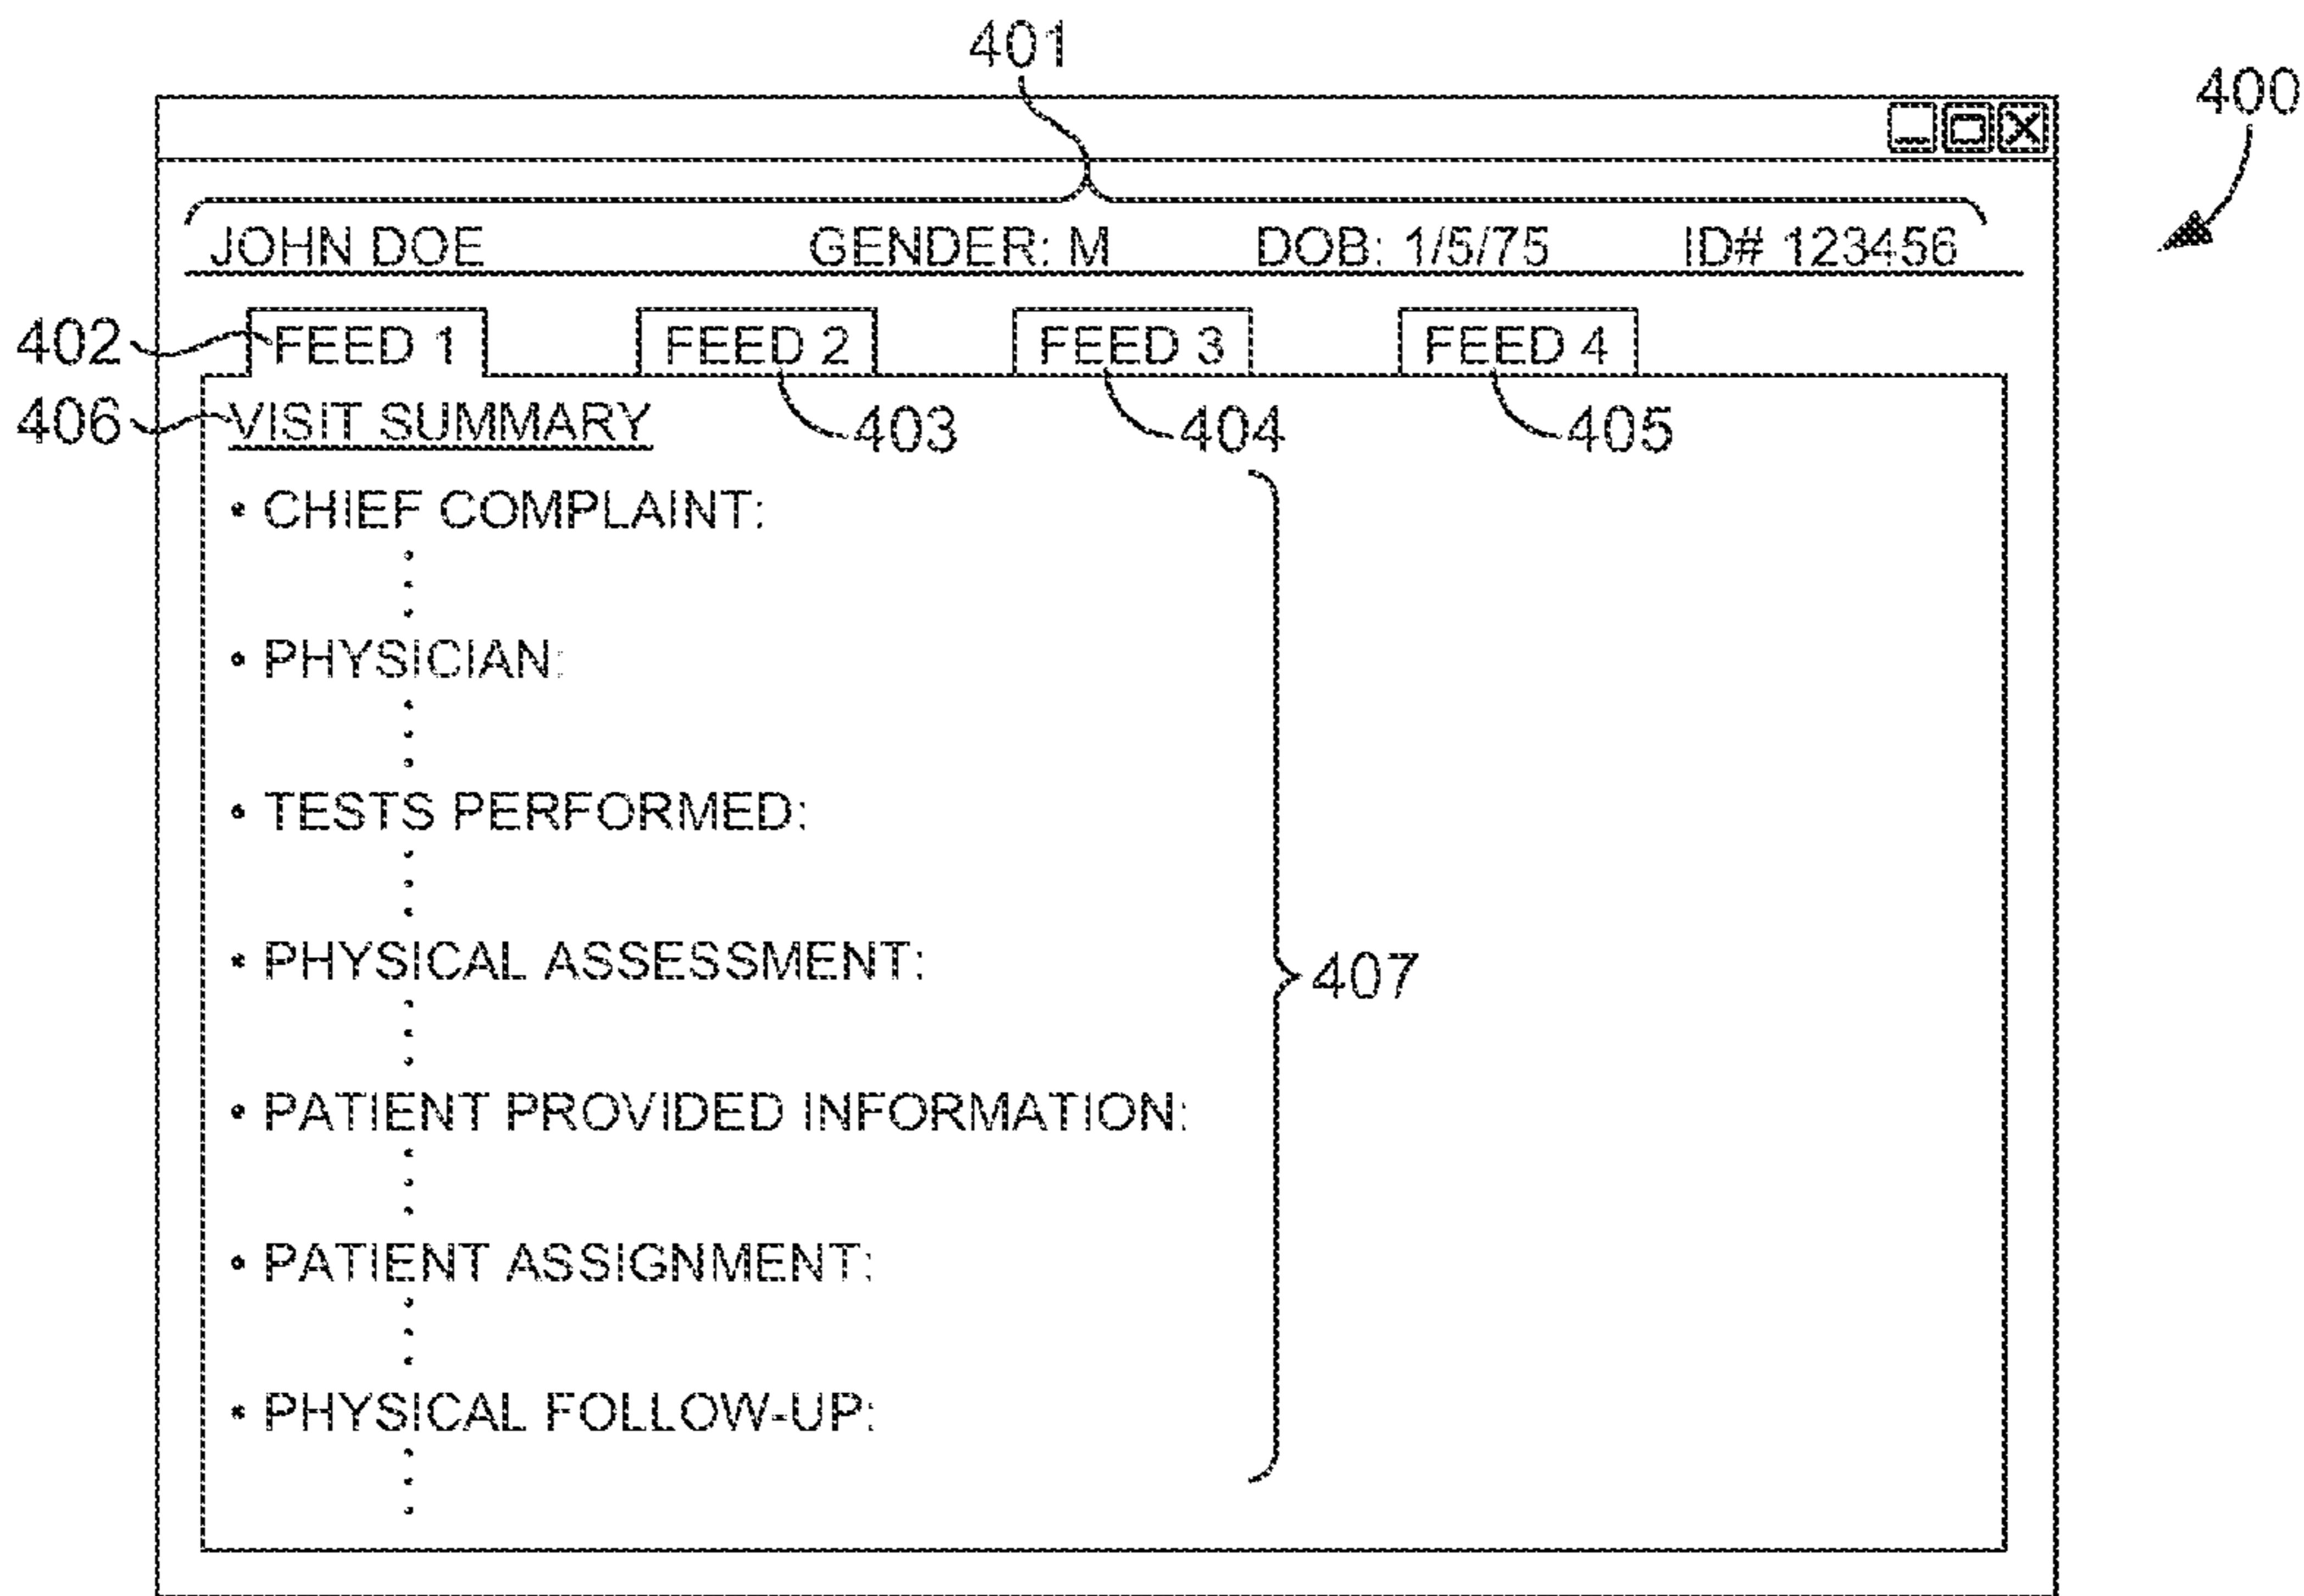 401
400
JOHN DOE GENDER: M DOB: 1/5/75 ID# 123456
402 FEED 1 FEED 2 FEED 3 FEED 4
406 VISIT SUMMARY 403 404 405
• CHIEF COMPLAINT:
• PHYSICIAN:
• TESTS PERFORMED:
• PHYSICAL ASSESSMENT:
407
• PATIENT PROVIDED INFORMATION:
• PATIENT ASSIGNMENT:
• PHYSICAL FOLLOW-UP: